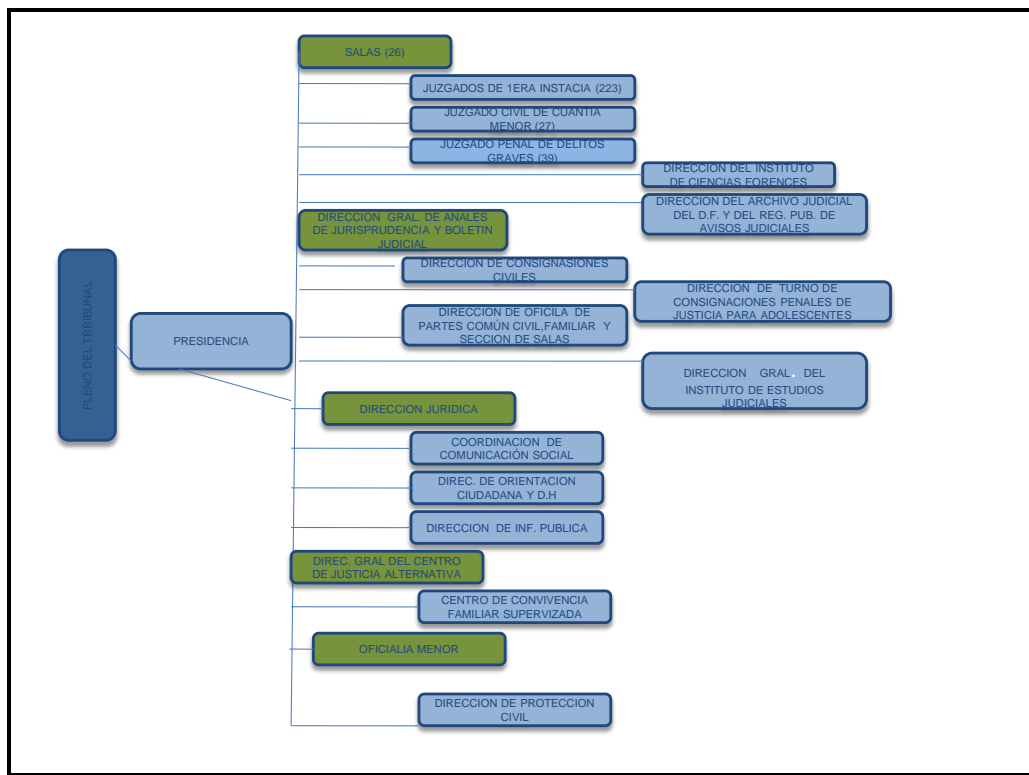 SALAS (26)
JUZGADOS DE 1ERA INSTACIA (223)
JUZGADO CIVIL DE CUANTIA
MENOR (27)
JUZGADO PENAL DE DELITOS
GRAVES (39)
DIRECCION DEL INSTITUTO
DE CIENCIAS FORENCES
DIRECCION DEL ARCHIVO JUDICIAL
DEL D.F. Y DEL REG. PUB. DE
AVISOS JUDICIALES
DIRECCION GRAL. DE ANALES
DE JURISPRUDENCIA Y BOLETIN
JUDICIAL
DIRECCION DE CONSIGNASIONES
CIVILES
DIRECCION DE TURNO DE
CONSIGNACIONES PENALES DE
JUSTICIA PARA ADOLESCENTES
DIRECCION DE OFICILA DE
PARTES COMÚN CIVIL,FAMILIAR Y
SECCION DE SALAS
PLENO DEL TRRIBUNAL
PRESIDENCIA
DIRECCION GRAL. DEL
INSTITUTO DE ESTUDIOS
JUDICIALES
DIRECCION JURIDICA
COORDINACION DE
COMUNICACIÓN SOCIAL
DIREC. DE ORIENTACION
CIUDADANA Y D.H
DIRECCION DE INF. PUBLICA
DIREC. GRAL DEL CENTRO
DE JUSTICIA ALTERNATIVA
CENTRO DE CONVIVENCIA
FAMILIAR SUPERVIZADA
OFICIALIA MENOR
DIRECCION DE PROTECCION
CIVIL